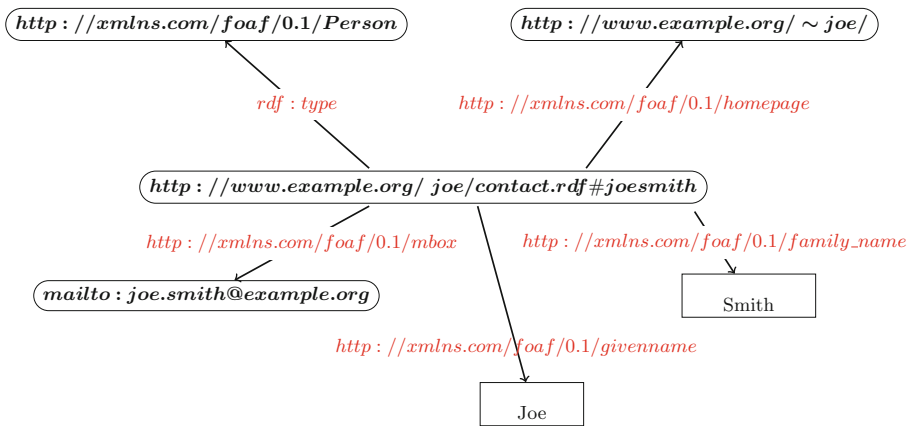 http : //xmlns.com/foaf/0.1/Person
http : //www.example.org/ ∼ joe/
rdf : type
http : //xmlns.com/foaf/0.1/homepage
http : //www.example.org/ joe/contact.rdf#joesmith
http : //xmlns.com/foaf/0.1/mbox
http : //xmlns.com/foaf/0.1/family_name
mailto : joe.smith@example.org
Smith
http : //xmlns.com/foaf/0.1/givenname
Joe